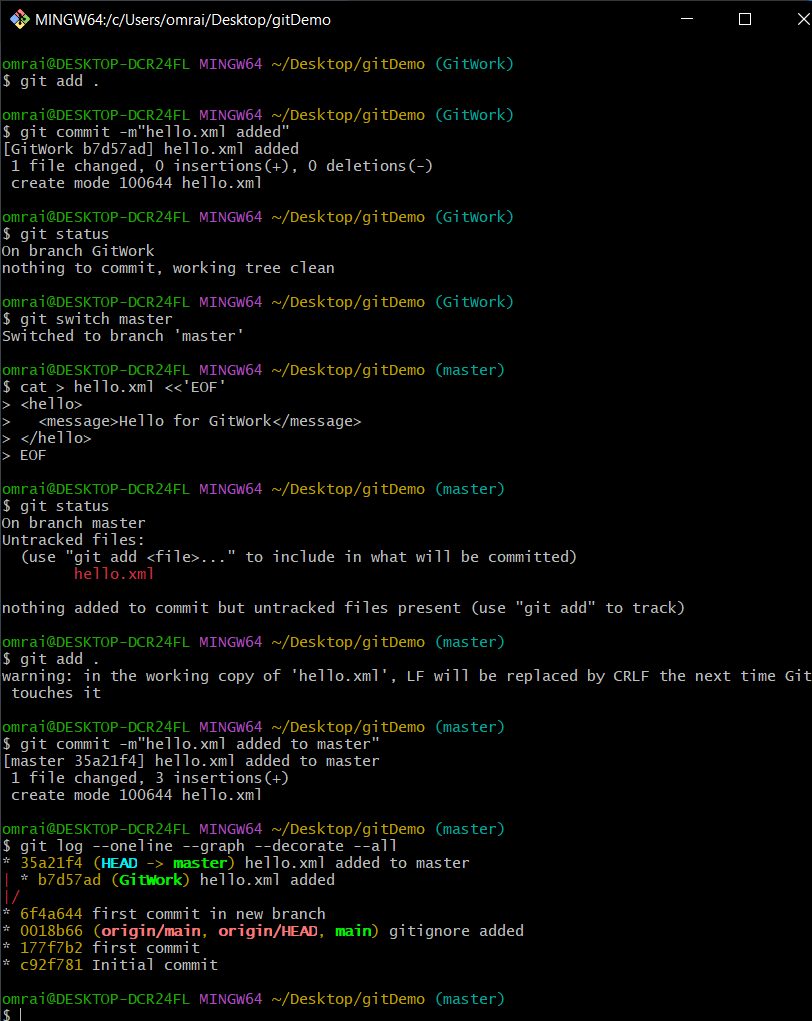 MINGW64:/c/Users/omrai/Desktop/gitDemo
omrai@DESKTOP-DCR24FL MINGW64 ~/Desktop/gitDemo (GitWork)
$ git add .
omrai@DESKTOP-DCR24FL MINGW64 ~/Desktop/gitDemo (GitWork)
$ git commit -m"hello.xml added"
[GitWork b7d57ad] hello.xml added
 1 file changed, 0 insertions(+), 0 deletions(-)
 create mode 100644 hello.xml
omrai@DESKTOP-DCR24FL MINGW64 ~/Desktop/gitDemo (GitWork)
$ git status
On branch GitWork
nothing to commit, working tree clean
omrai@DESKTOP-DCR24FL MINGW64 ~/Desktop/gitDemo (GitWork)
$ git switch master
Switched to branch 'master'
omrai@DESKTOP-DCR24FL MINGW64 ~/Desktop/gitDemo (master)
$ cat > hello.xml <<'EOF'
> <hello>
>   <message>Hello for GitWork</message>
> </hello>
> EOF
omrai@DESKTOP-DCR24FL MINGW64 ~/Desktop/gitDemo (master)
$ git status
On branch master
Untracked files:
  (use "git add <file>..." to include in what will be committed)
        hello.xml
nothing added to commit but untracked files present (use "git add" to track)
omrai@DESKTOP-DCR24FL MINGW64 ~/Desktop/gitDemo (master)
$ git add .
warning: in the working copy of 'hello.xml', LF will be replaced by CRLF the next time Git
 touches it
omrai@DESKTOP-DCR24FL MINGW64 ~/Desktop/gitDemo (master)
$ git commit -m"hello.xml added to master"
[master 35a21f4] hello.xml added to master
 1 file changed, 3 insertions(+)
 create mode 100644 hello.xml
omrai@DESKTOP-DCR24FL MINGW64 ~/Desktop/gitDemo (master)
$ git log --oneline --graph --decorate --all
* 35a21f4 (HEAD -> master) hello.xml added to master
| * b7d57ad (GitWork) hello.xml added
|/
* 6f4a644 first commit in new branch
* 0018b66 (origin/main, origin/HEAD, main) gitignore added
* 177f7b2 first commit
* c92f781 Initial commit
omrai@DESKTOP-DCR24FL MINGW64 ~/Desktop/gitDemo (master)
$